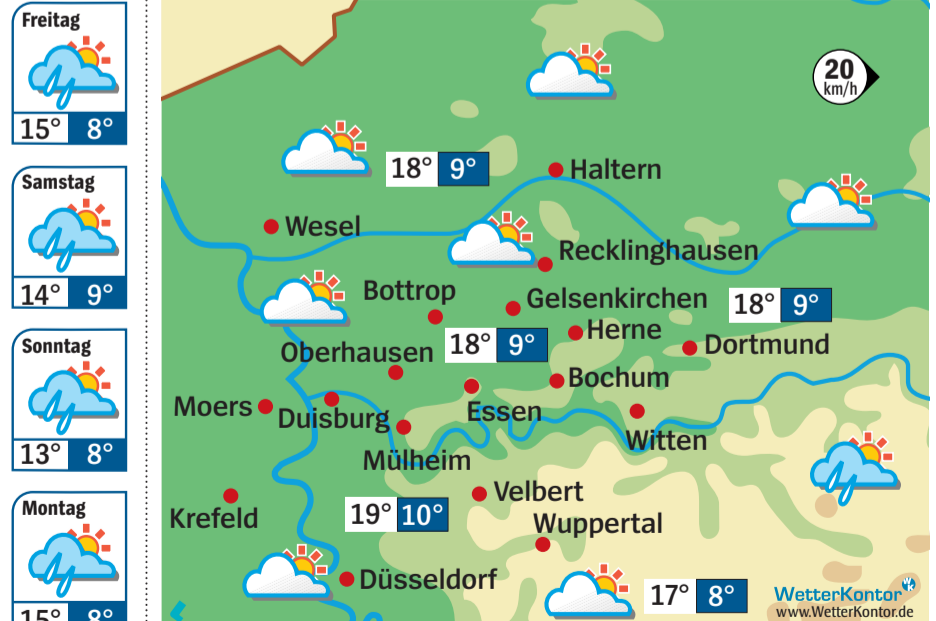 Freitag
15° 8°
Samstag
14° 9°
Sonntag
13° 8°
Montag
15° 8°
20
km/h
18° 9°
Haltern
Wesel
Recklinghausen
Bottrop
Gelsenkirchen
18° 9°
Herne
18° 9°
Dortmund
Oberhausen
Bochum
Moers
Duisburg
Essen
Witten
Mülheim
Velbert
Krefeld
19° 10°
Wuppertal
Düsseldorf
17° 8°
WetterKontor
www.WetterKontor.de